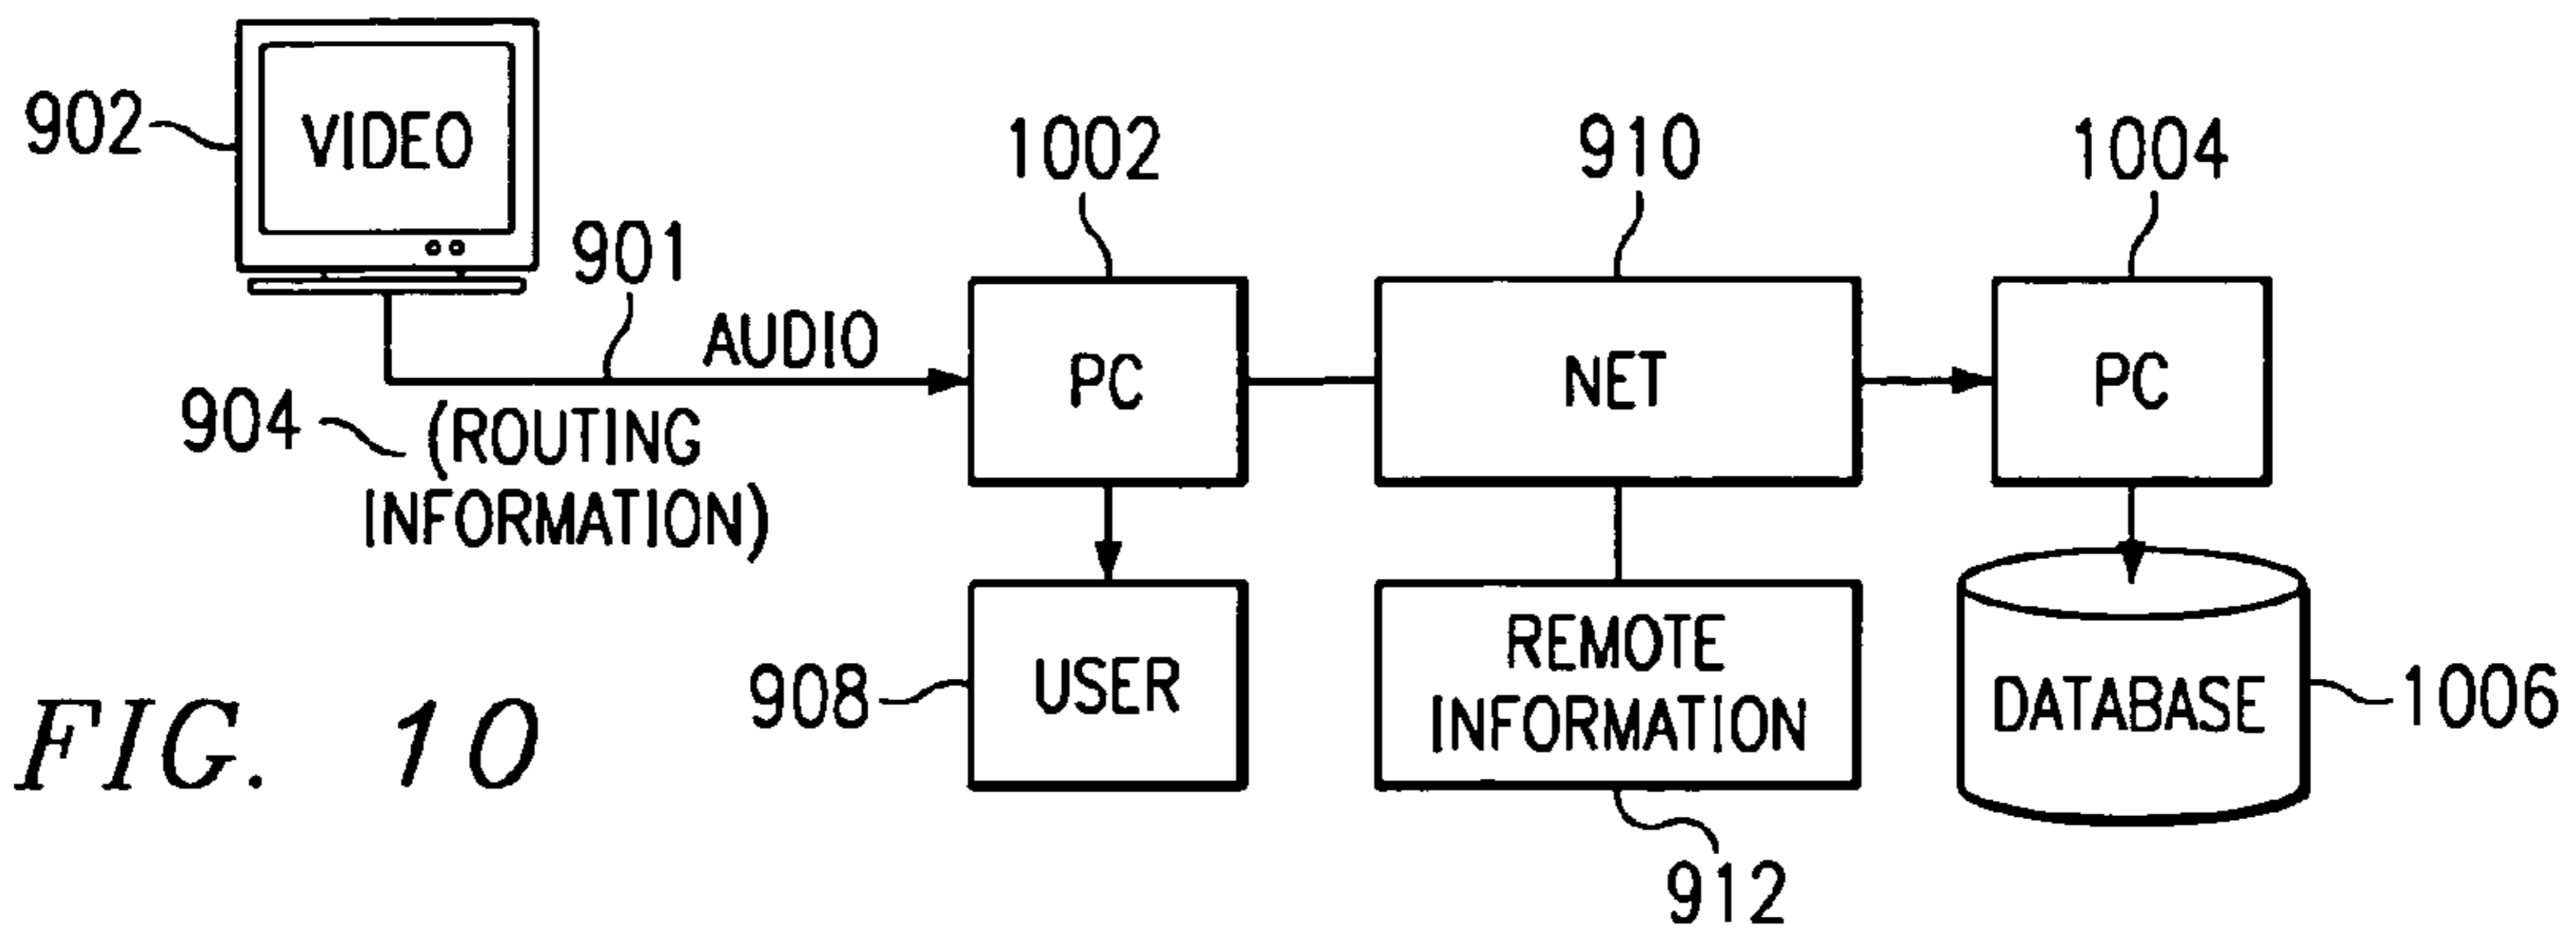 902
VIDEO
1002
910
1004
901
AUDIO
PC
NET
PC
904
(ROUTING
INFORMATION)
908
USER
REMOTE
INFORMATION
DATABASE
1006
912
FIG. 10